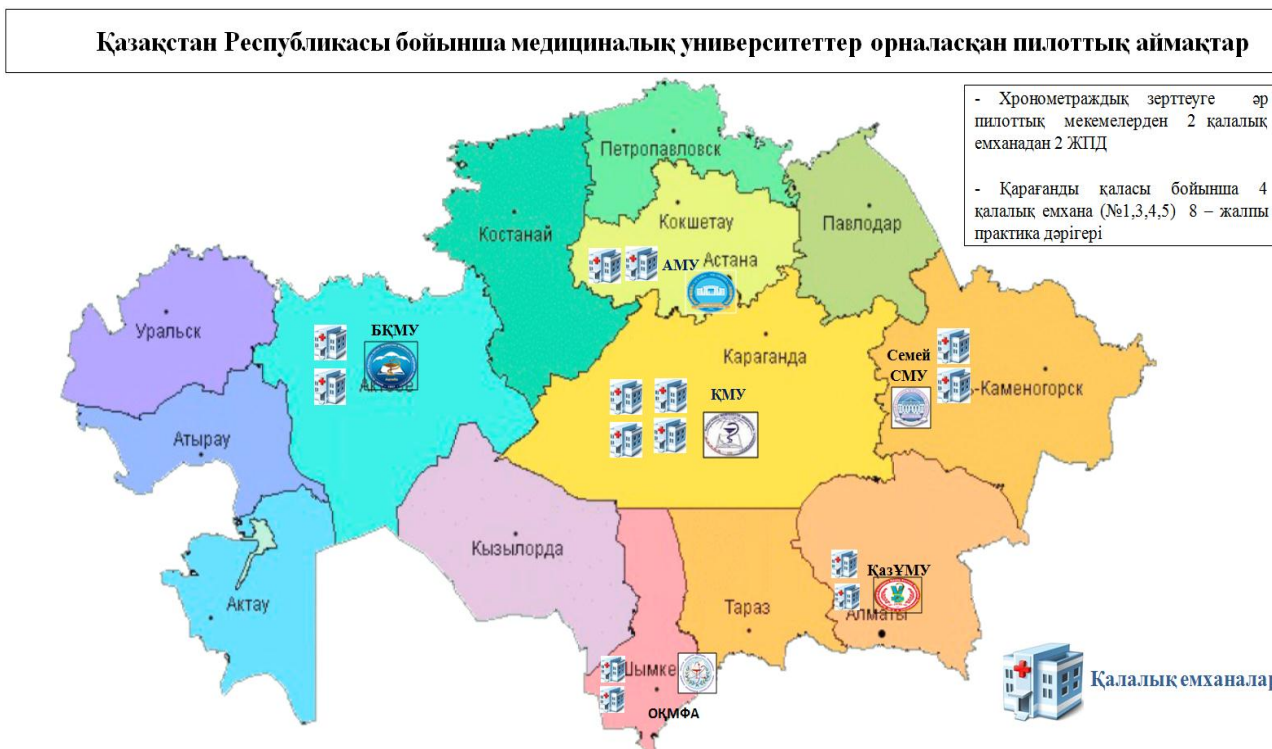 Қазақстан Республикасы бойынша медициналық университеттер орналасқан пилоттық аймақтар
- Хронометраждық зерттеуге әр
пилоттық мекемелерден 2 қалалық
емханадан 2 ЖПД
- Қарағанды қаласы бойынша 4
қалалық емхана (№1,3,4,5) 8 – жалпы
практика дәрігері
Петропавловск
Кокшетау
Костанай
Павлодар
Астана
АМУ
Уральск
БҚМУ
Караганда
Семей
СМУ
-Каменогорск
ҚМУ
Атырау
Кызылорда
ҚазҰМУ
Актау
Тараз
Алматы
Шымке
ОҚМФА
Қалалық емханалар